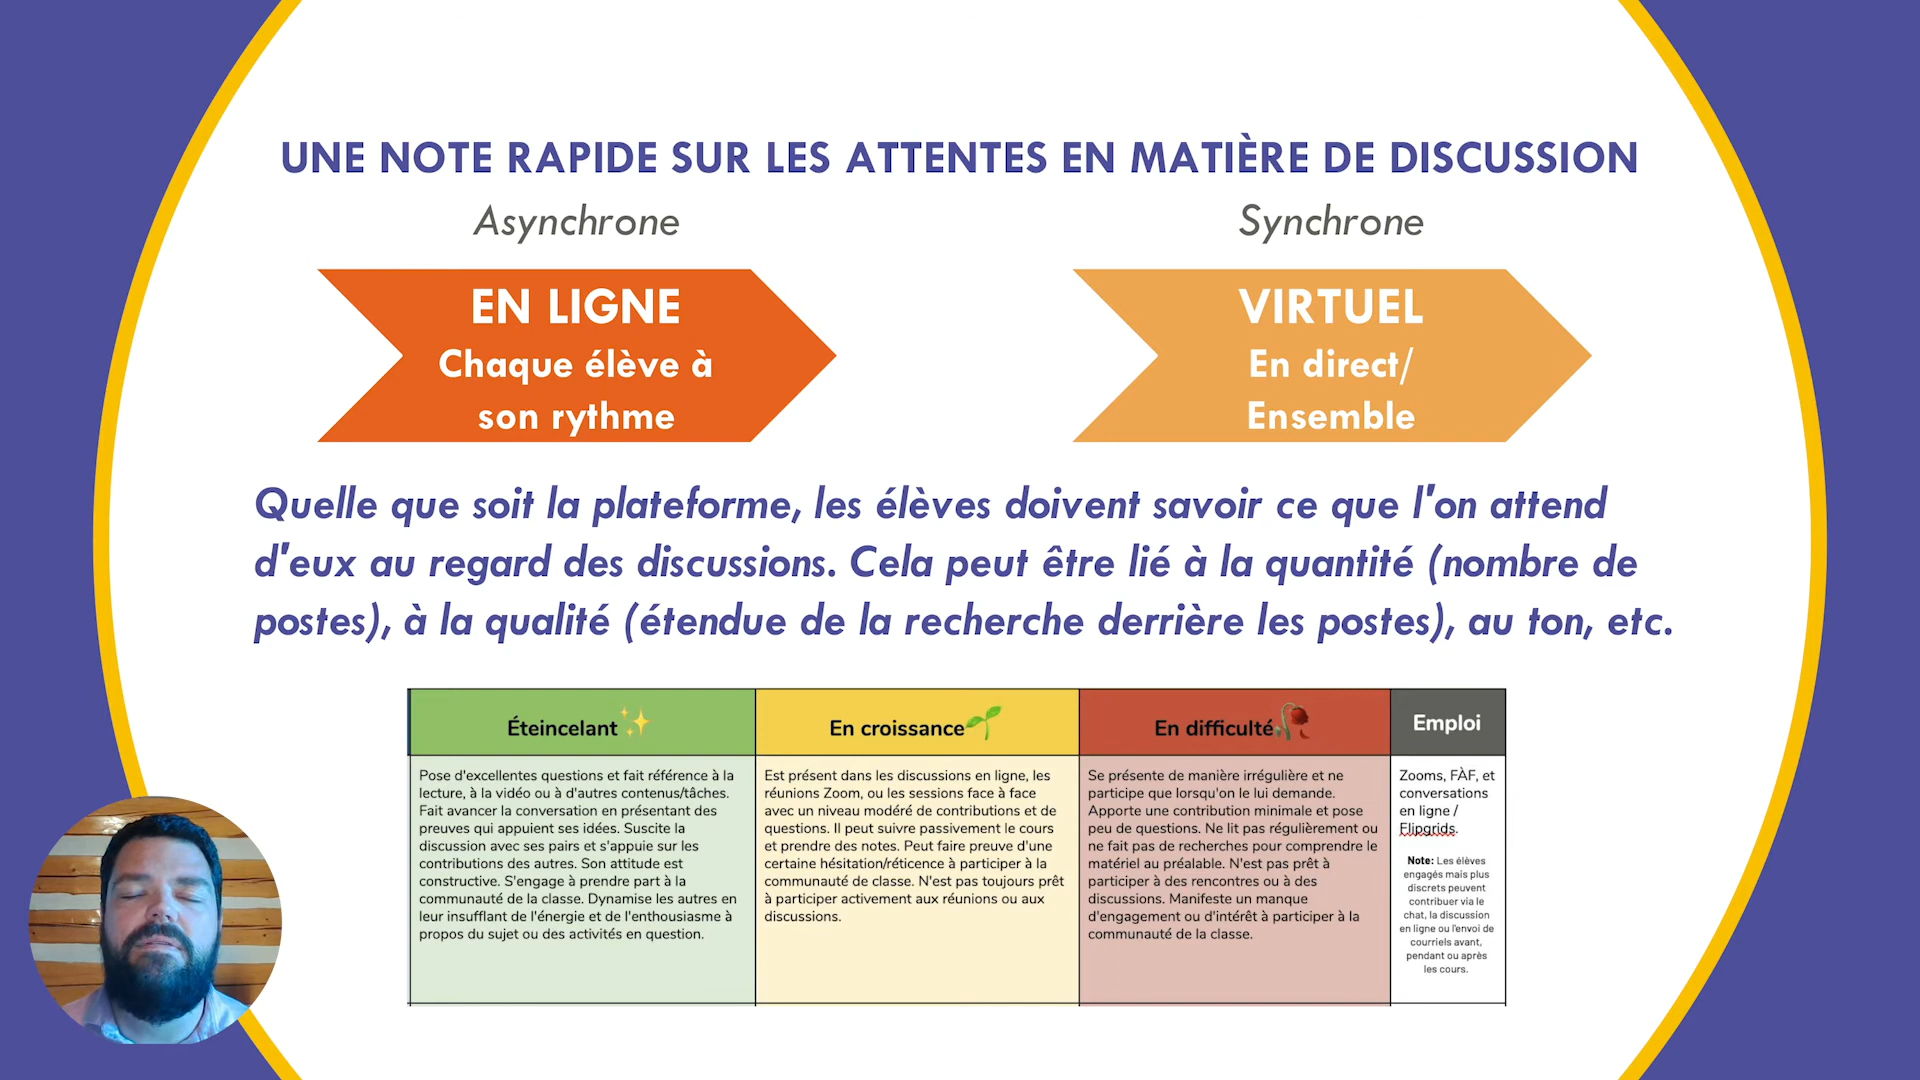 UNE NOTE RAPIDE SUR LES ATTENTES EN MATIÈRE DE DISCUSSION
Asynchrone
Synchrone
EN LIGNE
Chaque élève à
son rythme
VIRTUEL
En direct/
Ensemble
Quelle que soit la plateforme, les élèves doivent savoir ce que l'on attend
d'eux au regard des discussions. Cela peut être lié à la quantité (nombre de
postes), à la qualité (étendue de la recherche derrière les postes), au ton, etc.
Éteincelant
Pose d'excellentes questions et fait référence à la
lecture, à la vidéo ou à d'autres contenus/tâches.
Fait avancer la conversation en présentant des
preuves qui appuient ses idées. Suscite la
discussion avec ses pairs et s'appuie sur les
contributions des autres. Son attitude est
constructive. S'engage à prendre part à la
communauté de la classe. Dynamise les autres en
leur insufflant de l'énergie et de l'enthousiasme à
propos du sujet ou des activités en question.
En croissance
Est présent dans les discussions en ligne, les
réunions Zoom, ou les sessions face à face
avec un niveau modéré de contributions et de
questions. Il peut suivre passivement le cours
et prendre des notes. Peut faire preuve d'une
certaine hésitation/réticence à participer à la
communauté de classe. N'est pas toujours prêt
à participer activement aux réunions ou aux
discussions.
En difficulté
Se présente de manière irrégulière et ne
participe que lorsqu'on le lui demande.
Apporte une contribution minimale et pose
peu de questions. Ne lit pas régulièrement ou
ne fait pas de recherches pour comprendre le
matériel au préalable. N'est pas prêt à
participer à des rencontres ou à des
discussions. Manifeste un manque
d'engagement ou d'intérêt à participer à la
communauté de la classe.
Emploi
Zooms, FÀF, et
conversations
en ligne /
Flipgrids.
Note: Les élèves
engagés mais plus
discrets peuvent
contribuer via le
chat, la discussion
en ligne ou l'envoi de
courriels avant,
pendant ou après
les cours.